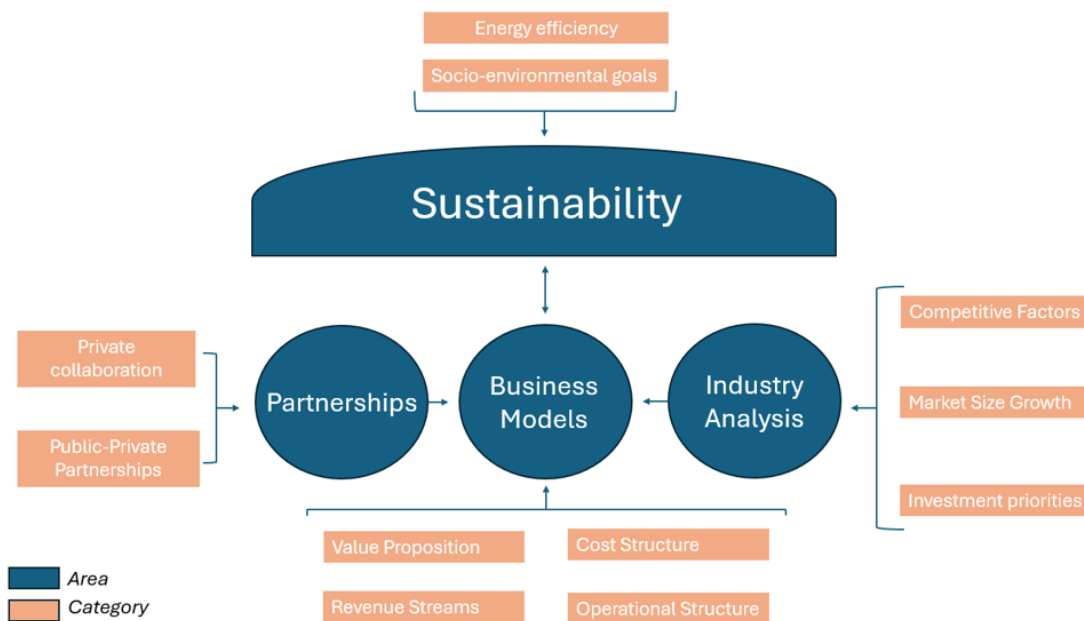 Energy efficiency
Socio-environmental goals
Sustainability
Private
collaboration
Public-Private
Partnerships
Partnerships
Business
Models
Industry
Analysis
Competitive Factors
Market Size Growth
Investment priorities
Value Proposition
Cost Structure
Revenue Streams
Operational Structure
Area
Category